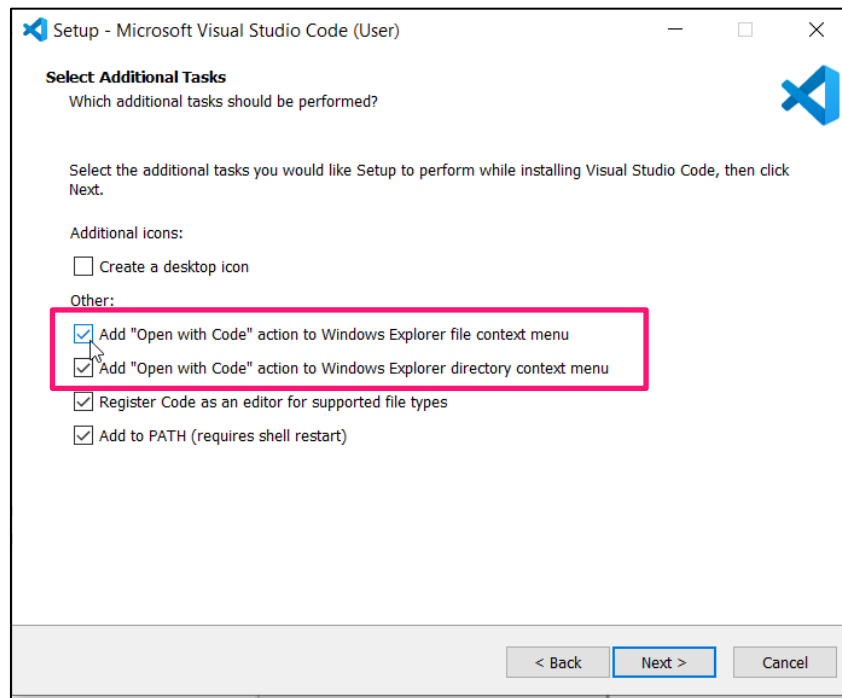 Setup - Microsoft Visual Studio Code (User)
Select Additional Tasks
Which additional tasks should be performed?
Select the additional tasks you would like Setup to perform while installing Visual Studio Code, then click
Next.
Additional icons:
Create a desktop icon
Other:
Add "Open with Code" action to Windows Explorer file context menu
Add "Open with Code" action to Windows Explorer directory context menu
Register Code as an editor for supported file types
Add to PATH (requires shell restart)
< Back Next > Cancel